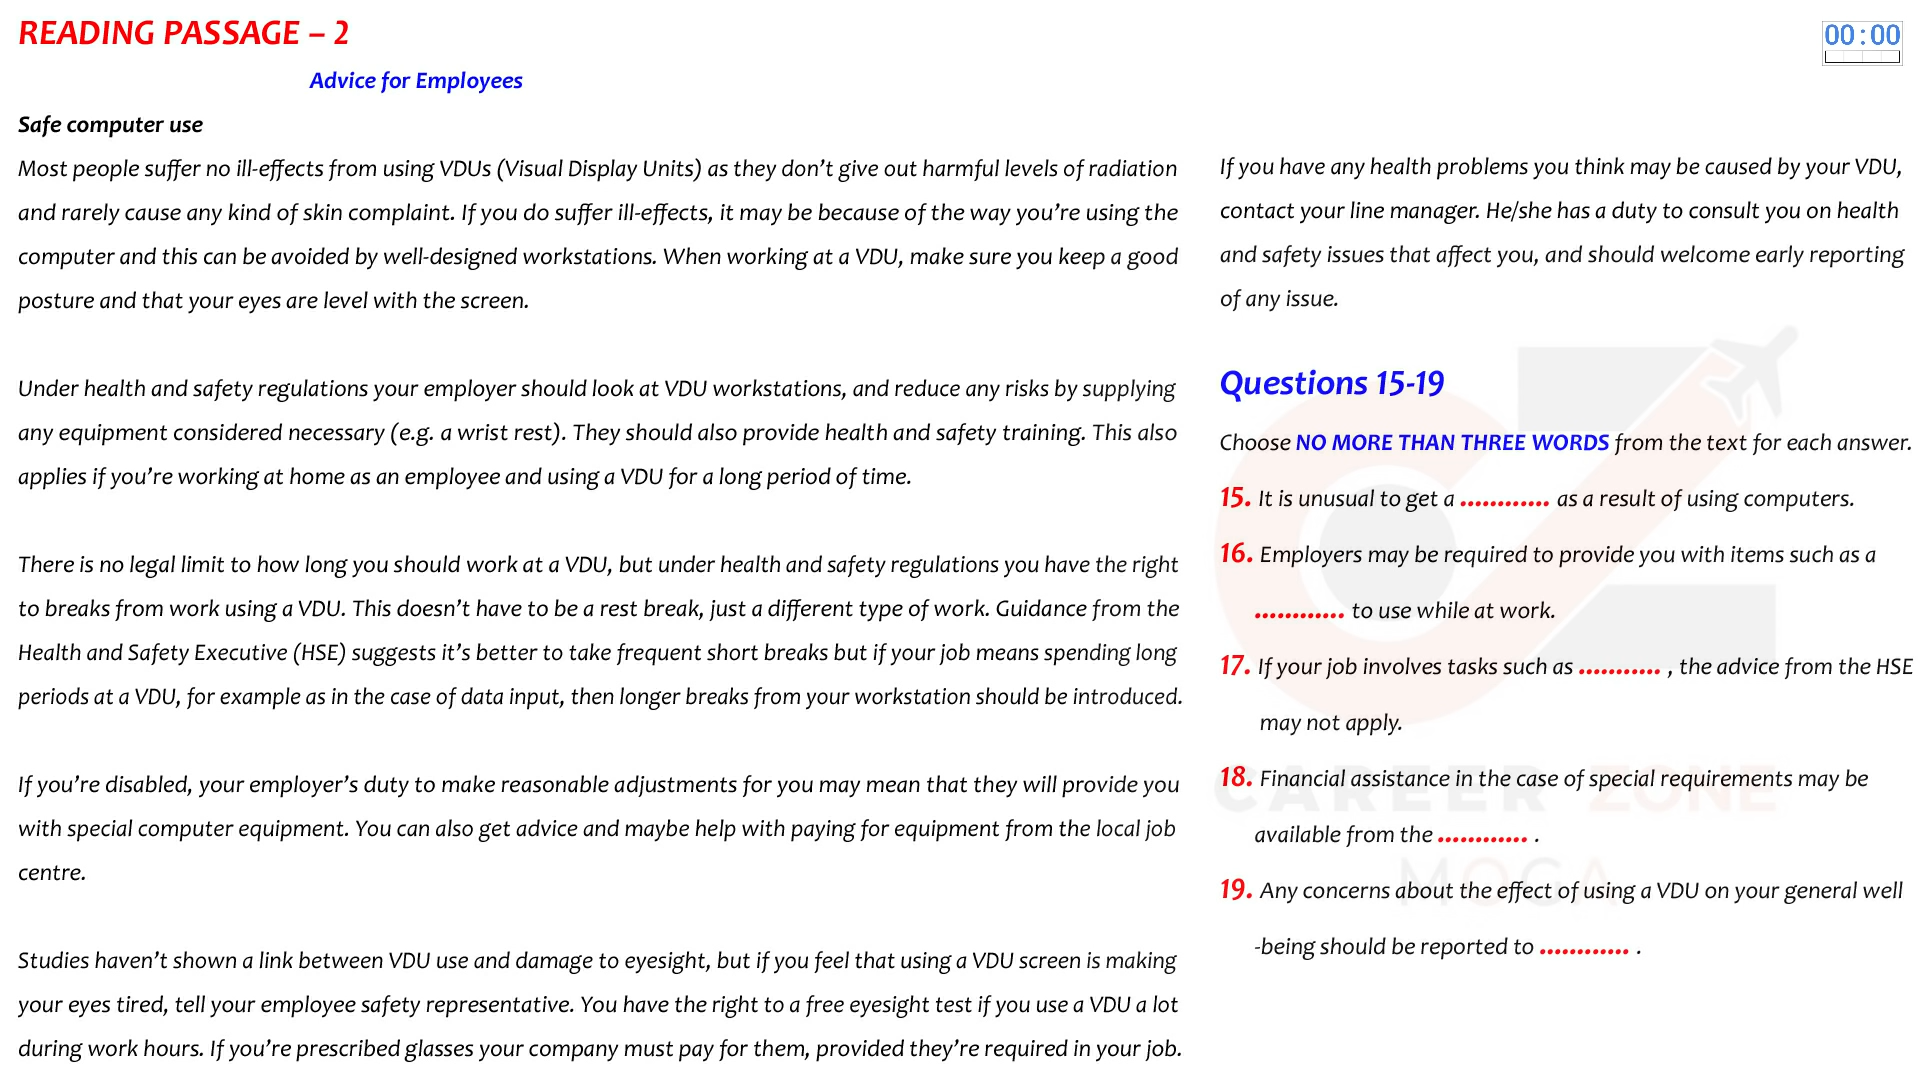 READING PASSAGE – 2
00:00
Advice for Employees
Safe computer use
Most people suffer no ill-effects from using VDUs (Visual Display Units) as they don't give out harmful levels of radiation
and rarely cause any kind of skin complaint. If you do suffer ill-effects, it may be because of the way you're using the
computer and this can be avoided by well-designed workstations. When working at a VDU, make sure you keep a good
posture and that your eyes are level with the screen.
Under health and safety regulations your employer should look at VDU workstations, and reduce any risks by supplying
any equipment considered necessary (e.g. a wrist rest). They should also provide health and safety training. This also
applies if you're working at home as an employee and using a VDU for a long period of time.
There is no legal limit to how long you should work at a VDU, but under health and safety regulations you have the right
to breaks from work using a VDU. This doesn't have to be a rest break, just a different type of work. Guidance from the
Health and Safety Executive (HSE) suggests it's better to take frequent short breaks but if your job means spending long
periods at a VDU, for example as in the case of data input, then longer breaks from your workstation should be introduced.
If you're disabled, your employer's duty to make reasonable adjustments for you may mean that they will provide you
with special computer equipment. You can also get advice and maybe help with paying for equipment from the local job
centre.
Studies haven't shown a link between VDU use and damage to eyesight, but if you feel that using a VDU screen is making
your eyes tired, tell your employee safety representative. You have the right to a free eyesight test if you use a VDU a lot
during work hours. If you're prescribed glasses your company must pay for them, provided they're required in your job.
If you have any health problems you think may be caused by your VDU,
contact your line manager. He/she has a duty to consult you on health
and safety issues that affect you, and should welcome early reporting
of any issue.
Questions 15-19
Choose NO MORE THAN THREE WORDS from the text for each answer.
15. It is unusual to get a ............ as a result of using computers.
16. Employers may be required to provide you with items such as a
............ to use while at work.
17. If your job involves tasks such as ........... , the advice from the HSE
may not apply.
18. Financial assistance in the case of special requirements may be
available from the ............ .
19. Any concerns about the effect of using a VDU on your general well
-being should be reported to ............ .
CAREER ZONE
MOGA